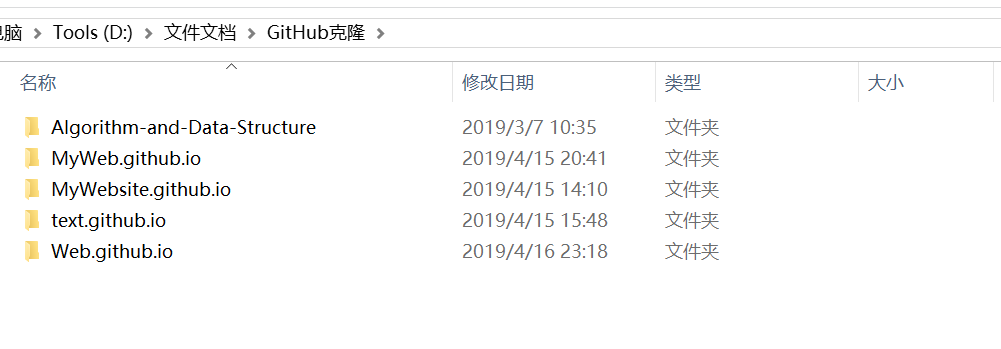 脑 > Tools (D:) > 文件文档 > GitHub克隆 >
名称 修改日期 类型 大小
Algorithm-and-Data-Structure 2019/3/7 10:35 文件夹
MyWeb.github.io 2019/4/15 20:41 文件夹
MyWebsite.github.io 2019/4/15 14:10 文件夹
text.github.io 2019/4/15 15:48 文件夹
Web.github.io 2019/4/16 23:18 文件夹